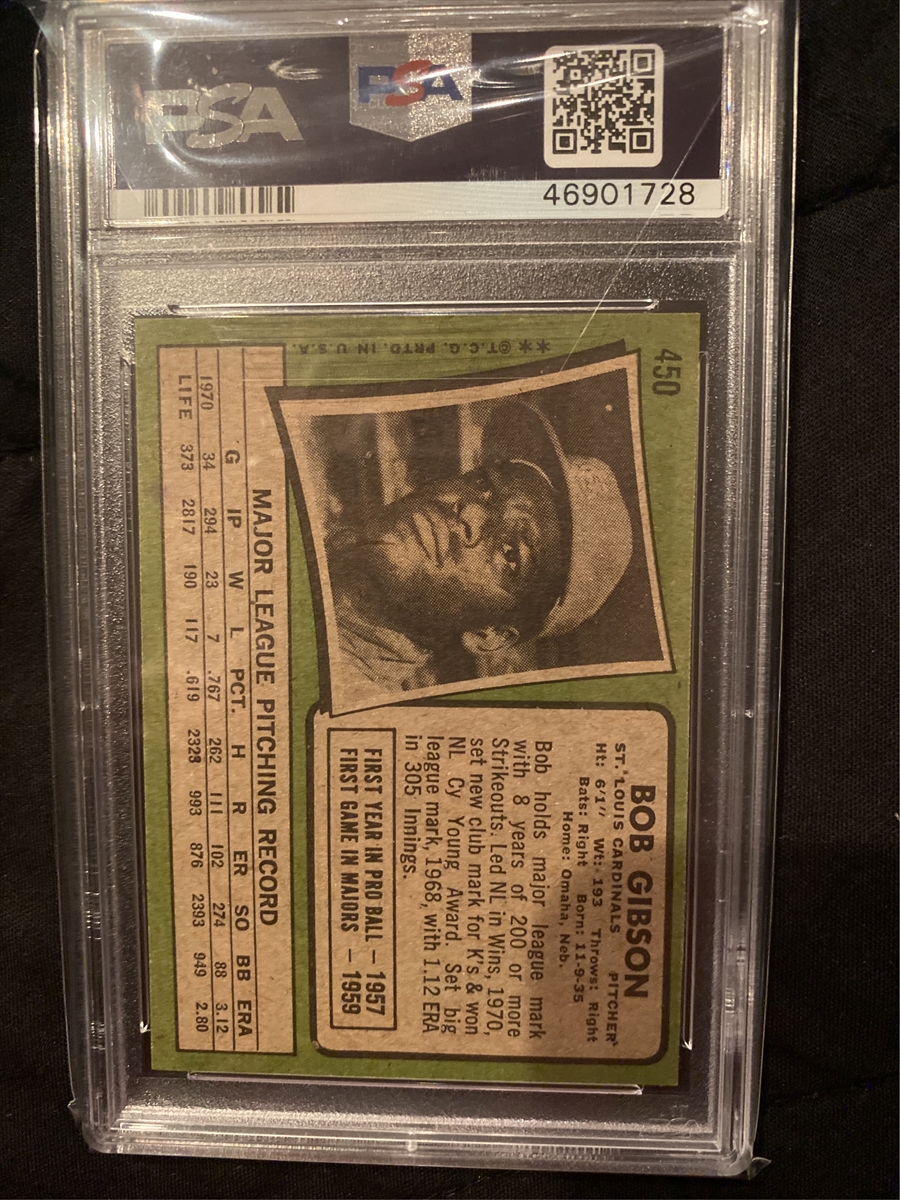 PSA
PSA
46901728
450
**©T.C.G. PRTD. IN U.S.A.
BOB GIBSON
ST. LOUIS CARDINALS PITCHER
Ht: 6'1" Wt: 193 Throws: Right
Bats: Right Born: 11-9-35
Home: Omaha, Neb.
Bob holds major league mark
with 8 years of 200 or more
Strikeouts. Led NL in Wins, 1970,
set new club mark for K's & won
NL Cy Young Award. Set big
league mark, 1968, with 1.12 ERA
in 305 Innings.
FIRST YEAR IN PRO BALL — 1957
FIRST GAME IN MAJORS — 1959
MAJOR LEAGUE PITCHING RECORD
G IP W L PCT. H R ER SO BB ERA
1970 34 294 23 7 .767 262 111 102 274 88 3.12
LIFE 373 2817 190 117 .619 2328 993 876 2393 949 2.80